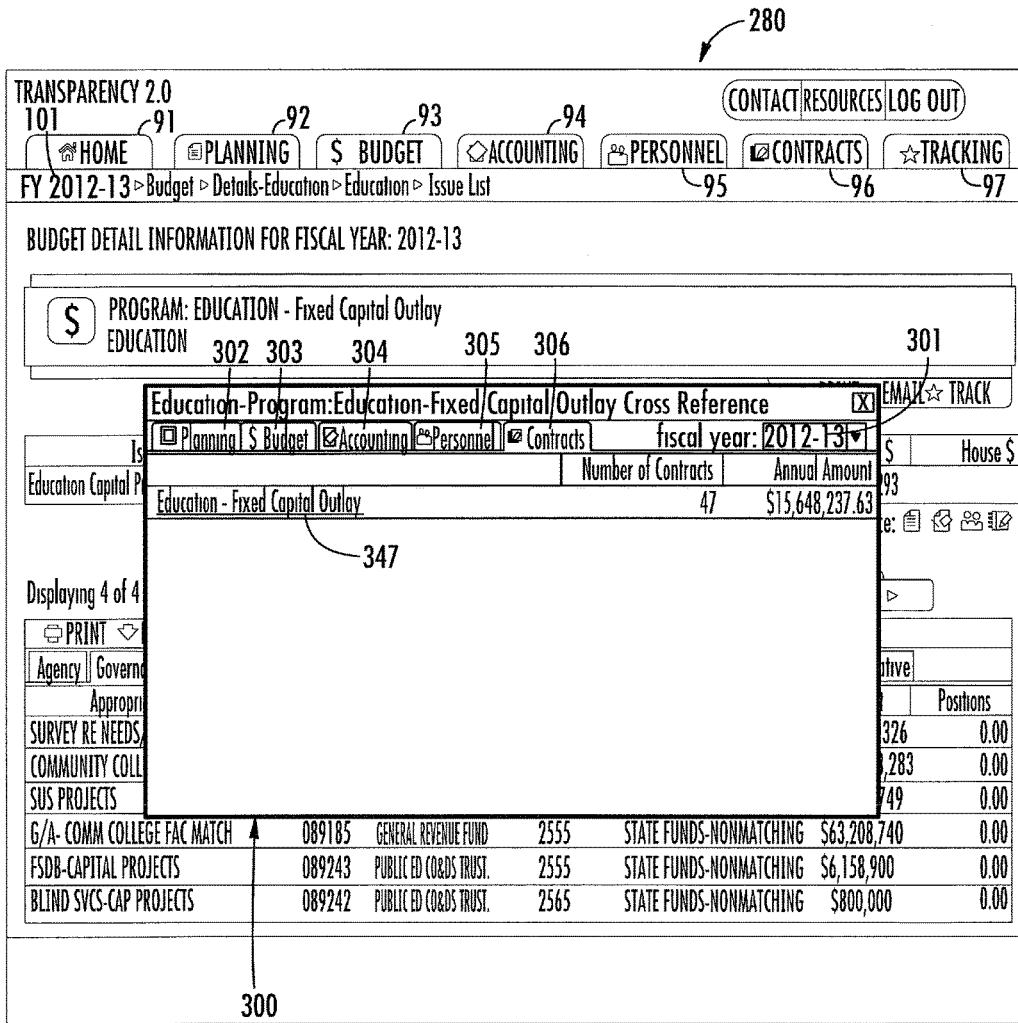 280
TRANSPARENCY 2.0
CONTACT RESOURCES LOG OUT
101 91 92 93 94
HOME PLANNING $ BUDGET ACCOUNTING PERSONNEL CONTRACTS TRACKING
FY 2012-13 ▹ Budget ▹ Details-Education ▹ Education ▹ Issue List 95 96 97
BUDGET DETAIL INFORMATION FOR FISCAL YEAR: 2012-13
$ PROGRAM: EDUCATION - Fixed Capital Outlay
EDUCATION
302 303 304 305 306 301
EMAIL TRACK
Education-Program:Education-Fixed Capital Outlay Cross Reference X
Planning $ Budget Accounting Personnel Contracts fiscal year: 2012-13
Is $ House $
Number of Contracts Annual Amount
Education Capital P 293
Education - Fixed Capital Outlay 47 $15,648,237.63
e:
347
Displaying 4 of 4
PRINT
Agency Governo ative
Appropri Positions
SURVEY RE NEEDS 326 0.00
COMMUNITY COLL ,283 0.00
SUS PROJECTS 749 0.00
G/A- COMM COLLEGE FAC MATCH 089185 GENERAL REVENUE FUND 2555 STATE FUNDS-NONMATCHING $63,208,740 0.00
FSDB-CAPITAL PROJECTS 089243 PUBLIC ED CO&DS TRUST. 2555 STATE FUNDS-NONMATCHING $6,158,900 0.00
BLIND SVCS-CAP PROJECTS 089242 PUBLIC ED CO&DS TRUST. 2565 STATE FUNDS-NONMATCHING $800,000 0.00
300